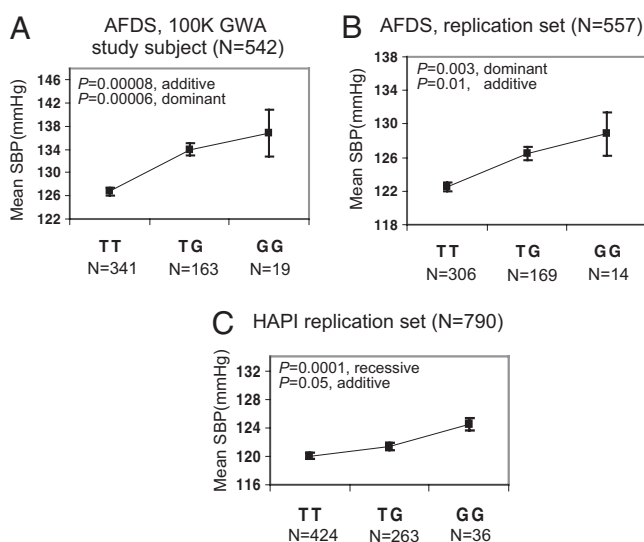 A
AFDS, 100K GWA
study subject (N=542)
P=0.00008, additive
P=0.00006, dominant
Mean SBP(mmHg)
146
142
138
134
130
126
122
TT
TG
GG
N=341
N=163
N=19
B
AFDS, replication set (N=557)
P=0.003, dominant
P=0.01, additive
Mean SBP(mmHg)
138
134
130
126
122
118
TT
TG
GG
N=306
N=169
N=14
C
HAPI replication set (N=790)
P=0.0001, recessive
P=0.05, additive
Mean SBP(mmHg)
132
128
124
120
116
TT
TG
GG
N=424
N=263
N=36